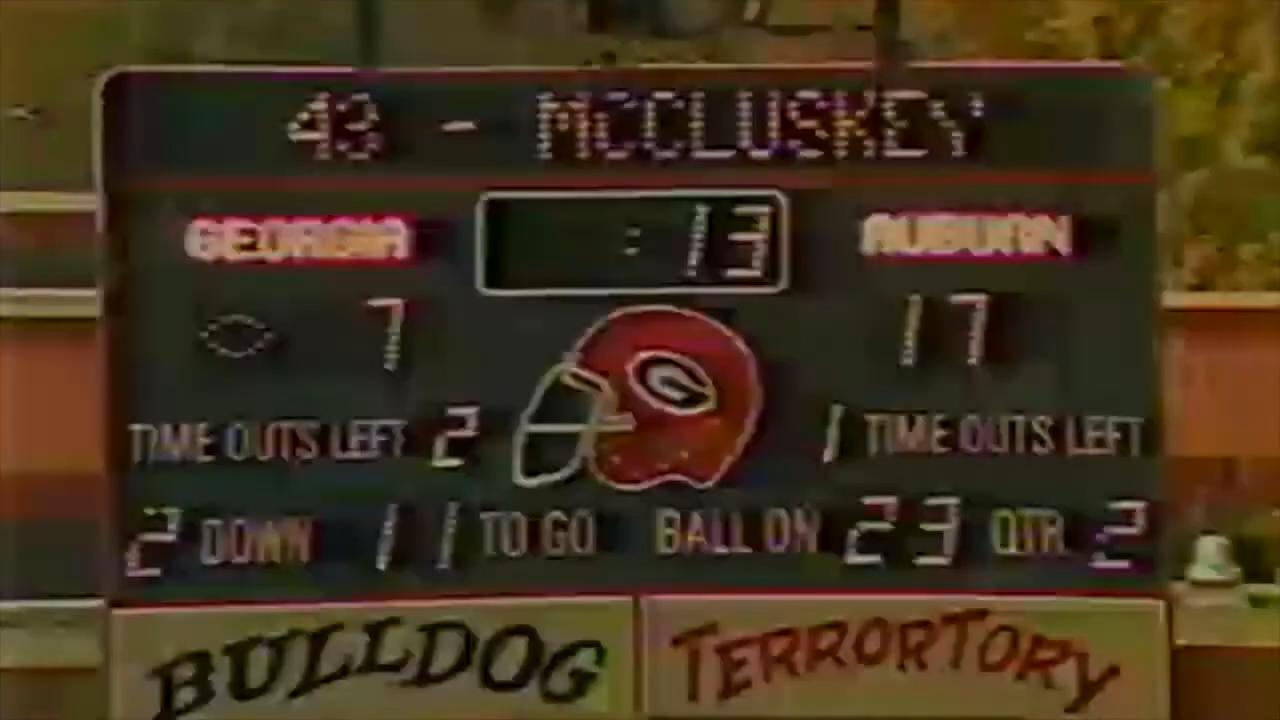 43 - MCCLUSKEY
GEORGIA :13 AUBURN
7 G 17
TIME OUTS LEFT 2 1 TIME OUTS LEFT
2 DOWN 11 TO GO BALL ON 23 QTR 2
BULLDOG TERRORTORY